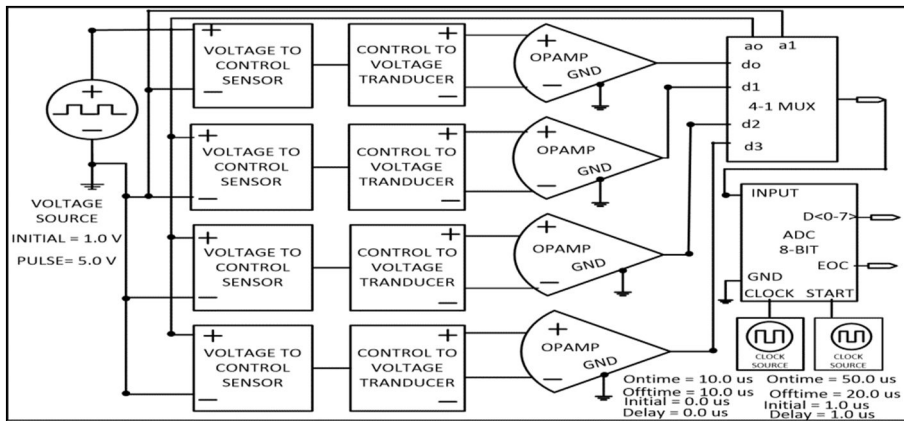 +
VOLTAGE TO
CONTROL
SENSOR
−
CONTROL TO
VOLTAGE
TRANDUCER
+
OPAMP
GND
−
ao a1
do
d1
4-1 MUX
d2
d3
+
−
VOLTAGE
SOURCE
INITIAL = 1.0 V
PULSE= 5.0 V
+
VOLTAGE TO
CONTROL
SENSOR
−
CONTROL TO
VOLTAGE
TRANDUCER
+
OPAMP
GND
−
+
VOLTAGE TO
CONTROL
SENSOR
−
CONTROL TO
VOLTAGE
TRANDUCER
+
OPAMP
GND
−
+
VOLTAGE TO
CONTROL
SENSOR
−
CONTROL TO
VOLTAGE
TRANDUCER
+
OPAMP
GND
−
INPUT
D<0-7>
ADC
8-BIT
EOC
GND
CLOCK START
CLOCK
SOURCE
CLOCK
SOURCE
Ontime = 10.0 us
Offtime = 10.0 us
Initial = 0.0 us
Delay = 0.0 us
Ontime = 50.0 us
Offtime = 20.0 us
Initial = 1.0 us
Delay = 1.0 us